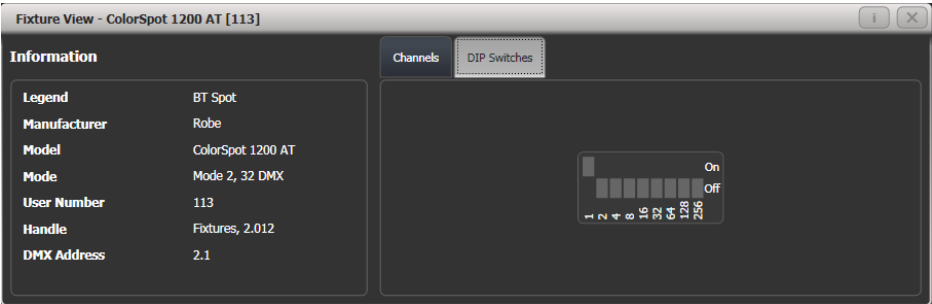 Fixture View - ColorSpot 1200 AT [113]
i
X
Information
Channels
DIP Switches
Legend BT Spot
Manufacturer Robe
Model ColorSpot 1200 AT
Mode Mode 2, 32 DMX
User Number 113
Handle Fixtures, 2.012
DMX Address 2.1
On
Off
1 2 4 8 16 32 64 128 256